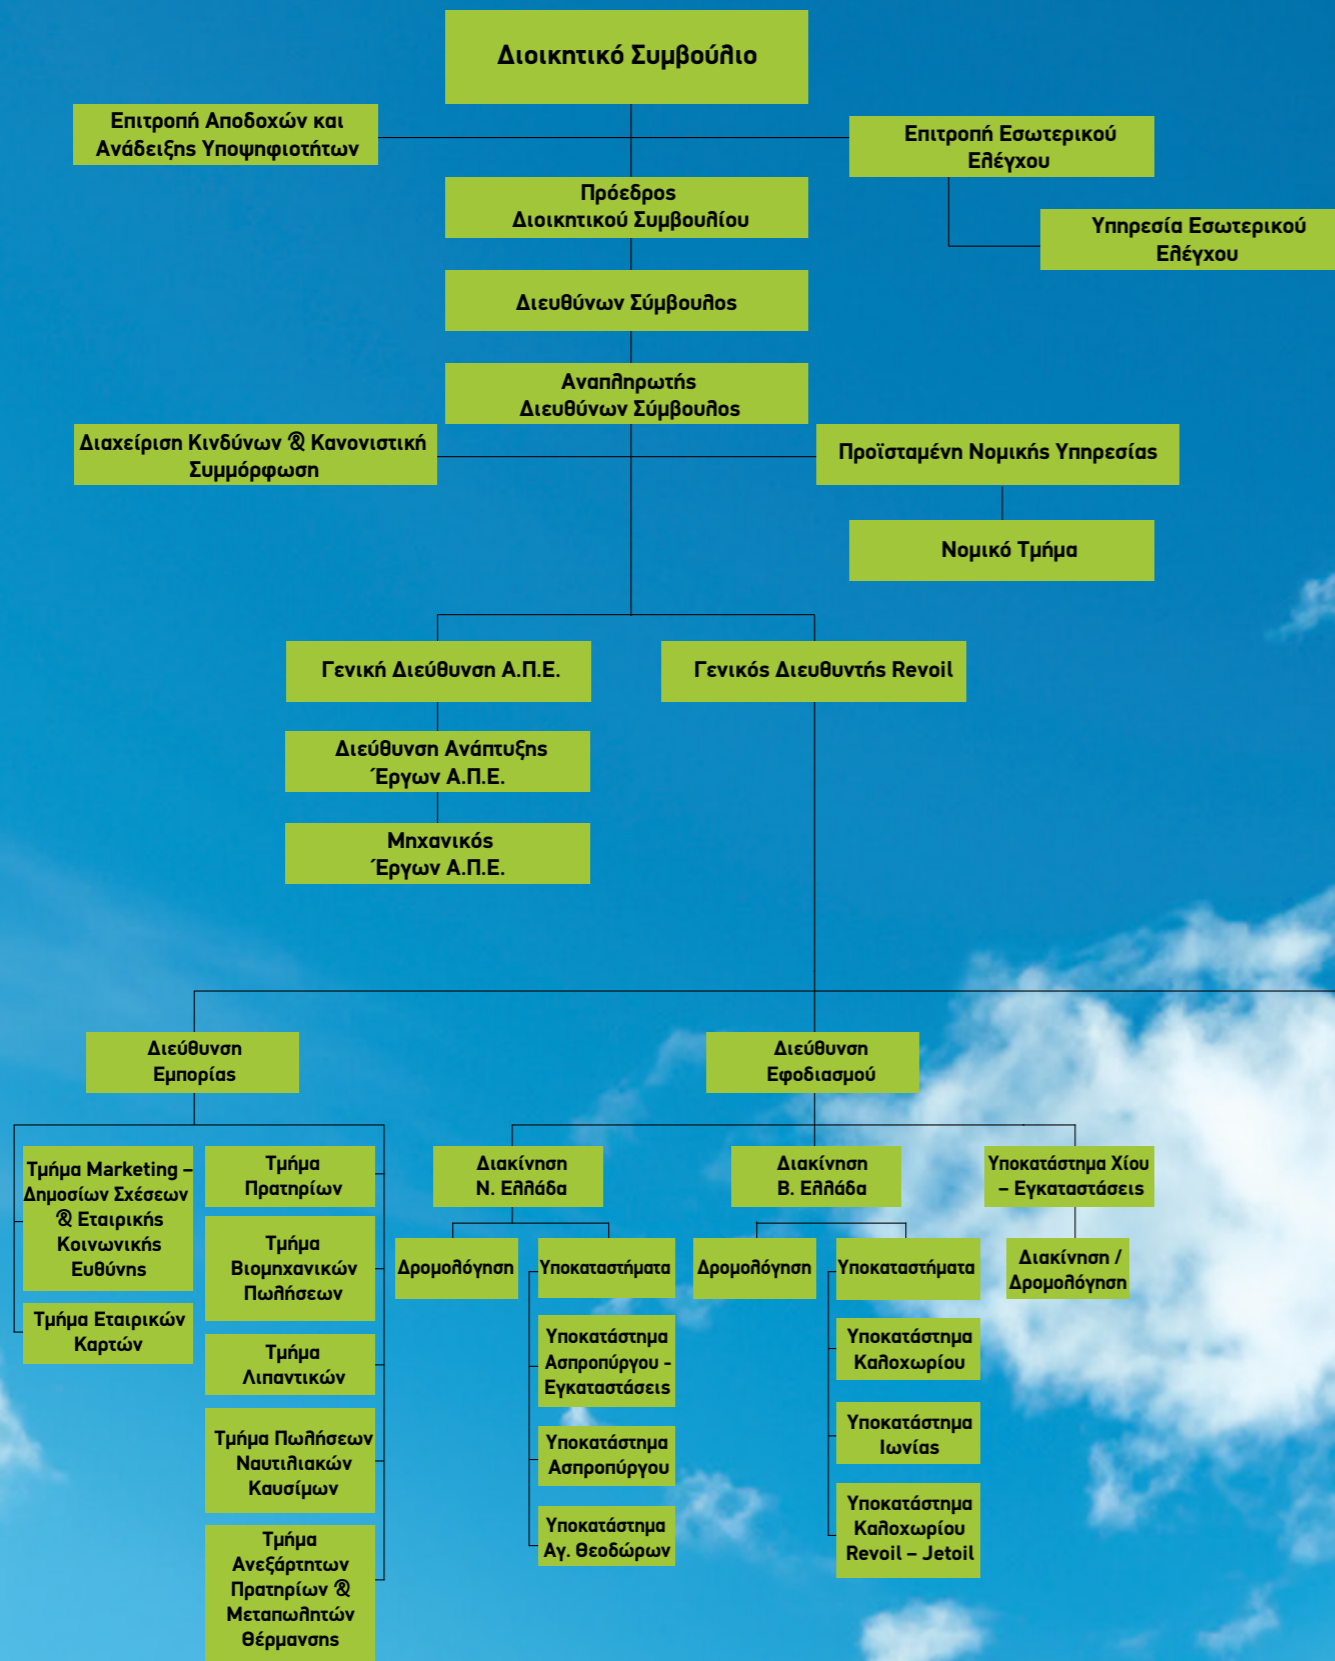 Διοικητικό Συμβούλιο
Επιτροπή Αποδοχών και
Ανάδειξης Υποψηφιοτήτων
Επιτροπή Εσωτερικού
Ελέγχου
Πρόεδρος
Διοικητικού Συμβουλίου
Υπηρεσία Εσωτερικού
Ελέγχου
Διευθύνων Σύμβουλος
Αναπληρωτής
Διευθύνων Σύμβουλος
Διαχείριση Κινδύνων & Κανονιστική
Συμμόρφωση
Προϊσταμένη Νομικής Υπηρεσίας
Νομικό Τμήμα
Γενική Διεύθυνση Α.Π.Ε.
Γενικός Διευθυντής Revoil
Διεύθυνση Ανάπτυξης
Έργων Α.Π.Ε.
Μηχανικός
Έργων Α.Π.Ε.
Διεύθυνση
Εμπορίας
Διεύθυνση
Εφοδιασμού
Τμήμα Marketing –
Δημοσίων Σχέσεων
& Εταιρικής
Κοινωνικής
Ευθύνης
Τμήμα Εταιρικών
Καρτών
Τμήμα
Πρατηρίων
Τμήμα
Βιομηχανικών
Πωλήσεων
Τμήμα
Λιπαντικών
Τμήμα Πωλήσεων
Ναυτιλιακών
Καυσίμων
Τμήμα
Ανεξάρτητων
Πρατηρίων &
Μεταπωλητών
Θέρμανσης
Διακίνηση
Ν. Ελλάδα
Δρομολόγηση
Υποκαταστήματα
Υποκατάστημα
Ασπροπύργου -
Εγκαταστάσεις
Υποκατάστημα
Ασπροπύργου
Υποκατάστημα
Αγ. Θεοδώρων
Διακίνηση
Β. Ελλάδα
Δρομολόγηση
Υποκαταστήματα
Υποκατάστημα
Καλοχωρίου
Υποκατάστημα
Ιωνίας
Υποκατάστημα
Καλοχωρίου
Revoil – Jetoil
Υποκατάστημα Χίου
– Εγκαταστάσεις
Διακίνηση /
Δρομολόγηση